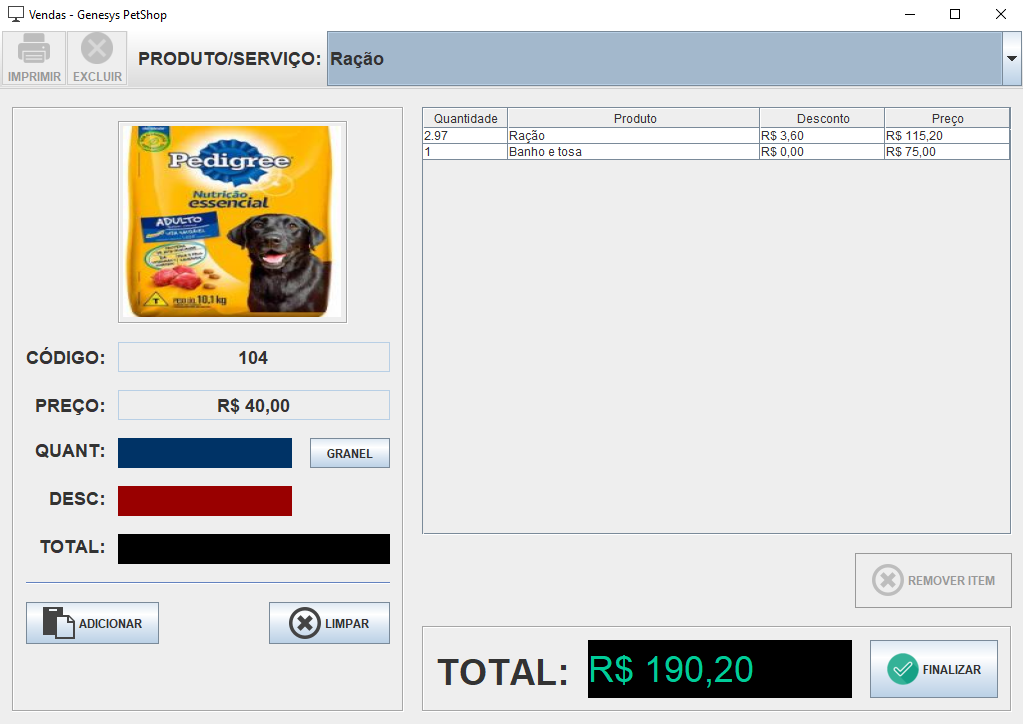 Vendas - Genesys PetShop
IMPRIMIR
EXCLUIR
PRODUTO/SERVIÇO:
Ração
Pedigree
Nutrição
essencial
ADULTO
10,1 kg
CÓDIGO:
104
PREÇO:
R$ 40,00
QUANT:
GRANEL
DESC:
TOTAL:
ADICIONAR
LIMPAR
Quantidade Produto Desconto Preço
2.97 Ração R$ 3,60 R$ 115,20
1 Banho e tosa R$ 0,00 R$ 75,00
REMOVER ITEM
TOTAL:
R$ 190,20
FINALIZAR